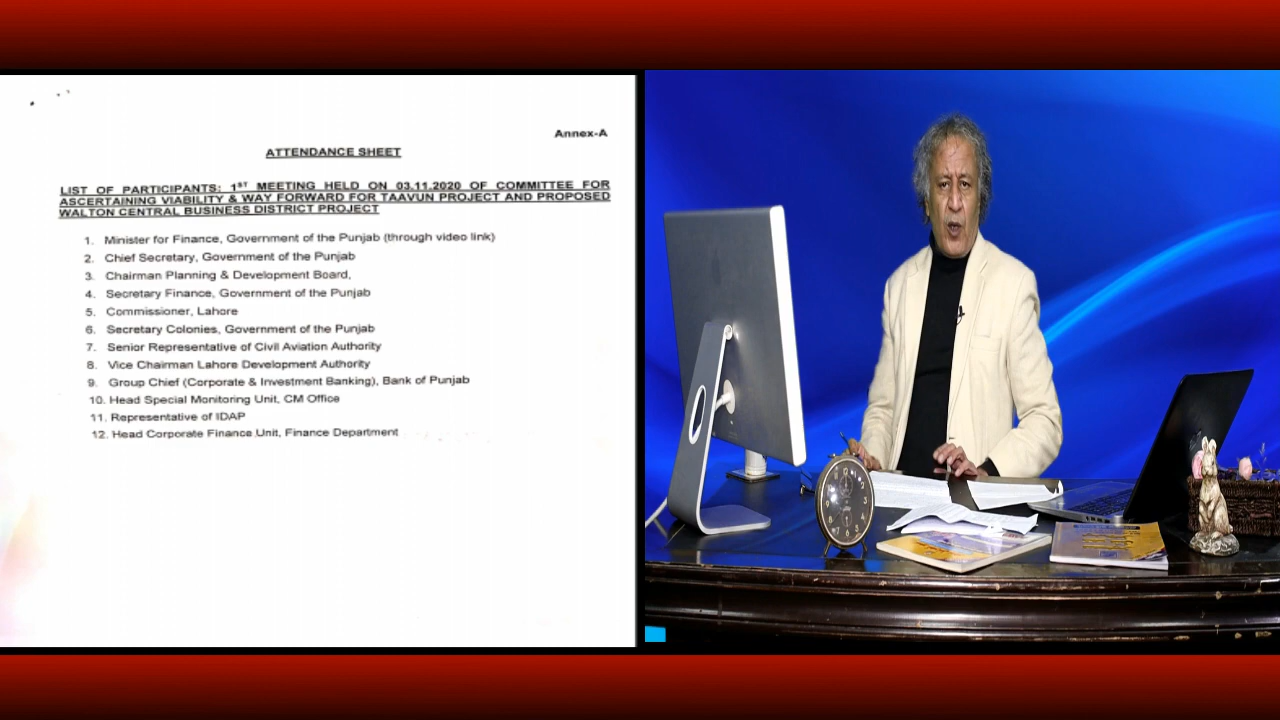 Annex-A
ATTENDANCE SHEET
LIST OF PARTICIPANTS: 1ST MEETING HELD ON 03.11.2020 OF COMMITTEE FOR
ASCERTAINING VIABILITY & WAY FORWARD FOR TAAVUN PROJECT AND PROPOSED
WALTON CENTRAL BUSINESS DISTRICT PROJECT
1. Minister for Finance, Government of the Punjab (through video link)
2. Chief Secretary, Government of the Punjab
3. Chairman Planning & Development Board,
4. Secretary Finance, Government of the Punjab
5. Commissioner, Lahore
6. Secretary Colonies, Government of the Punjab
7. Senior Representative of Civil Aviation Authority
8. Vice Chairman Lahore Development Authority
9. Group Chief (Corporate & Investment Banking), Bank of Punjab
10. Head Special Monitoring Unit, CM Office
11. Representative of IDAP
12. Head Corporate Finance Unit, Finance Department